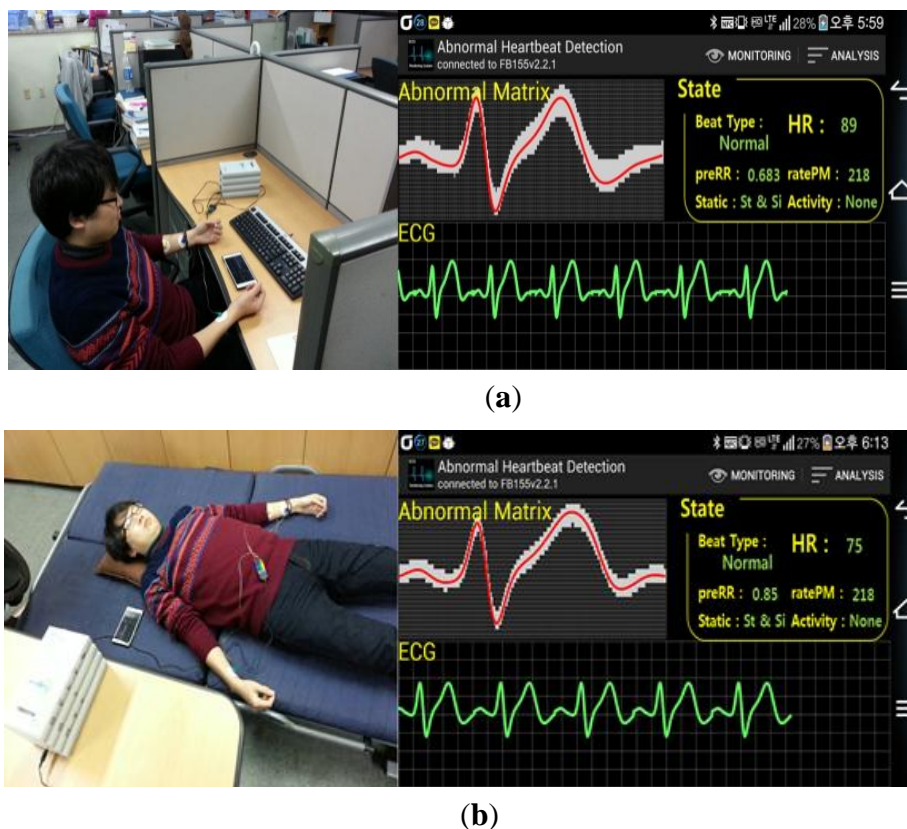 28 28% 오후 5:59
Abnormal Heartbeat Detection
connected to FB155v2.2.1
MONITORING ANALYSIS
Abnormal Matrix
State
Beat Type : Normal
HR : 89
preRR : 0.683 ratePM : 218
Static : St & Si Activity : None
ECG
(a)
27 LTE 27% 오후 6:13
Abnormal Heartbeat Detection
connected to FB155v2.2.1
MONITORING ANALYSIS
Abnormal Matrix
State
Beat Type : Normal
HR : 75
preRR : 0.85 ratePM : 218
Static : St & Si Activity : None
ECG
(b)